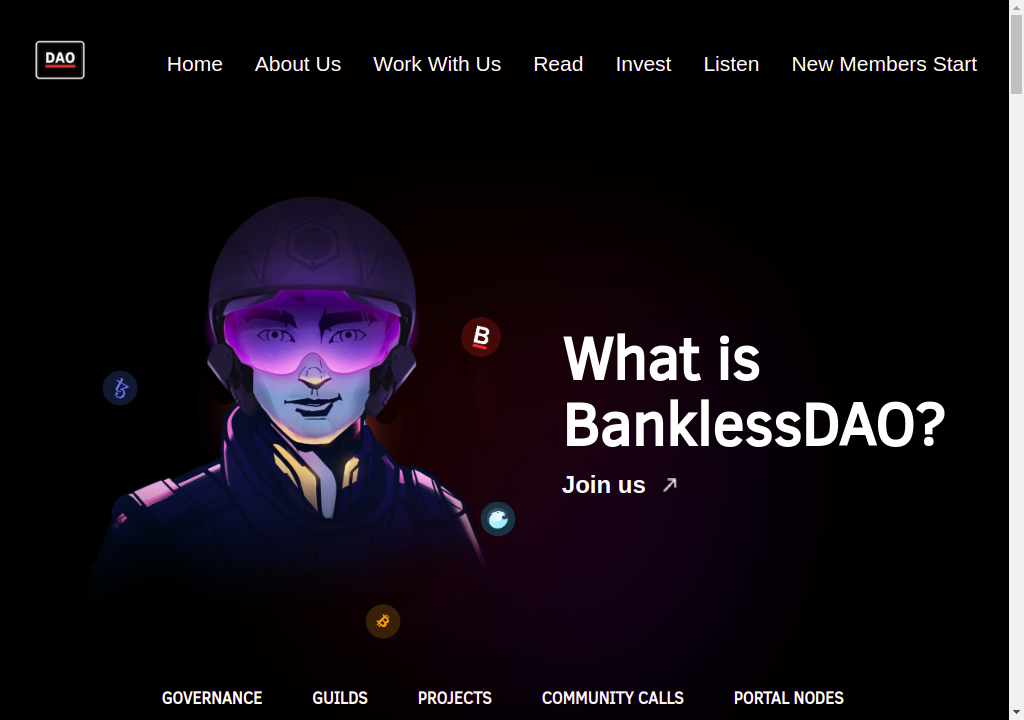 DAO
Home About Us Work With Us Read Invest Listen New Members Start
B
What is
BanklessDAO?
Join us
GOVERNANCE GUILDS PROJECTS COMMUNITY CALLS PORTAL NODES